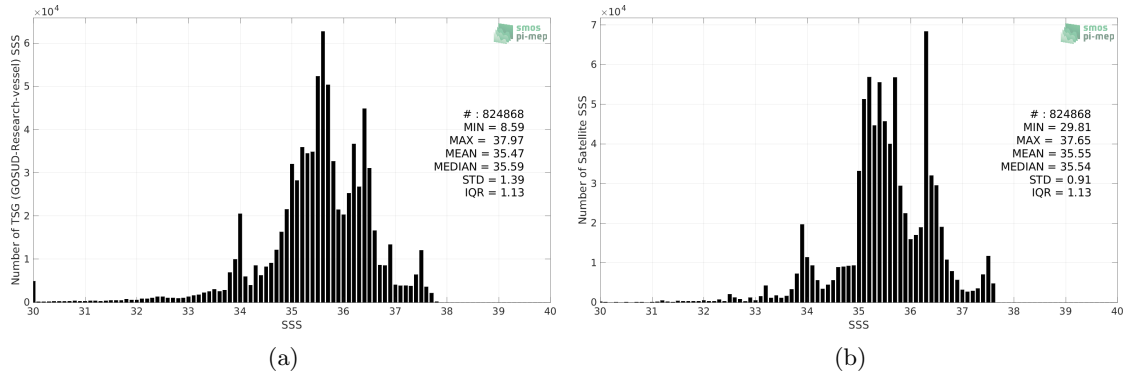 ×10⁴
6
5
4
3
2
1
0
30 31 32 33 34 35 36 37 38 39 40
SSS
Number of TSG (GOSUD-Research-vessel) SSS
smos
pi-mep
# : 824868
MIN = 8.59
MAX = 37.97
MEAN = 35.47
MEDIAN = 35.59
STD = 1.39
IQR = 1.13
(a)
×10⁴
7
6
5
4
3
2
1
0
30 31 32 33 34 35 36 37 38 39 40
SSS
Number of Satellite SSS
smos
pi-mep
# : 824868
MIN = 29.81
MAX = 37.65
MEAN = 35.55
MEDIAN = 35.54
STD = 0.91
IQR = 1.13
(b)